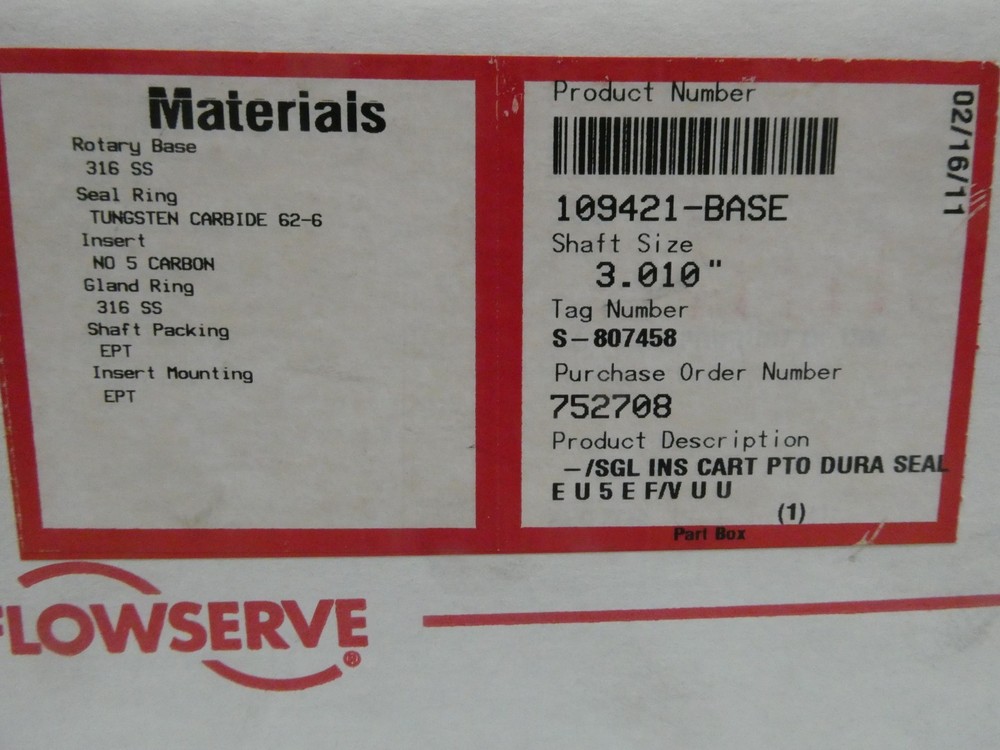 Materials
Rotary Base
316 SS
Seal Ring
TUNGSTEN CARBIDE 62-6
Insert
NO 5 CARBON
Gland Ring
316 SS
Shaft Packing
EPT
Insert Mounting
EPT
Product Number
109421-BASE
Shaft Size
3.010"
Tag Number
S-807458
Purchase Order Number
752708
Product Description
-/SGL INS CART PTO DURA SEAL
E U 5 E F/V U U
(1)
Part Box
02/16/11
FLOWSERVE®